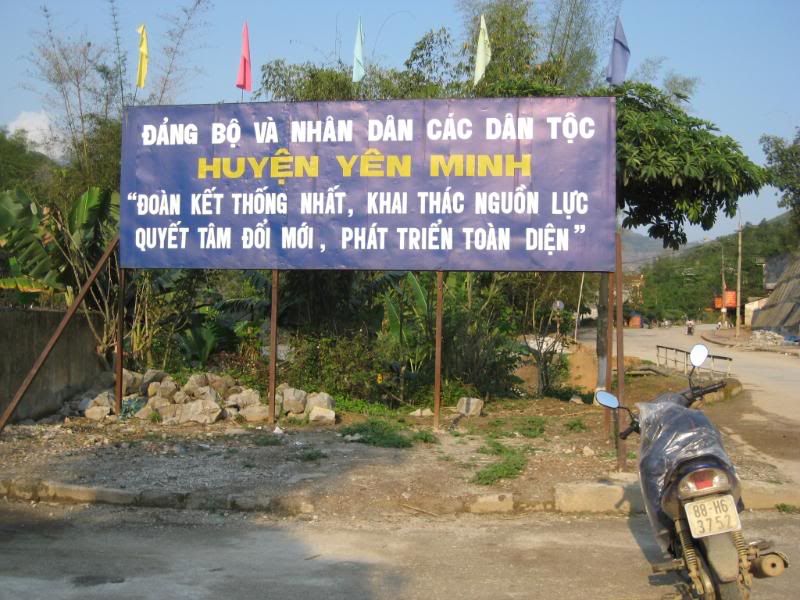 ĐẢNG BỘ VÀ NHÂN DÂN CÁC DÂN TỘC
HUYỆN YÊN MINH
"ĐOÀN KẾT THỐNG NHẤT, KHAI THÁC NGUỒN LỰC
QUYẾT TÂM ĐỔI MỚI, PHÁT TRIỂN TOÀN DIỆN"
88-H6
3752